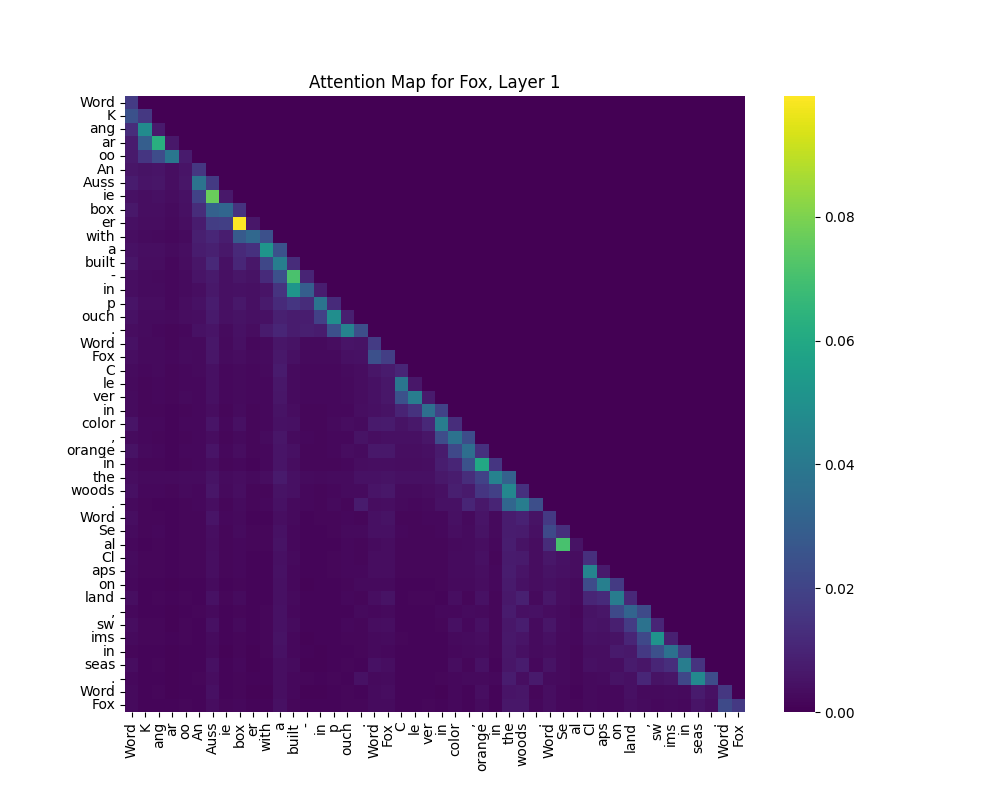 Attention Map for Fox, Layer 1
Word
K
ang
ar
oo
An
Auss
ie
box
er
with
a
built
-
in
p
ouch
.
Word
Fox
C
le
ver
in
color
,
orange
in
the
woods
.
Word
Se
al
Cl
aps
on
land
,
sw
ims
in
seas
.
Word
Fox
0.08
0.06
0.04
0.02
0.00
Word K ang ar oo An Auss ie box er with a built - in p ouch . Word Fox C le ver in color , orange in the woods . Word Se al Cl aps on land , sw ims in seas . Word Fox